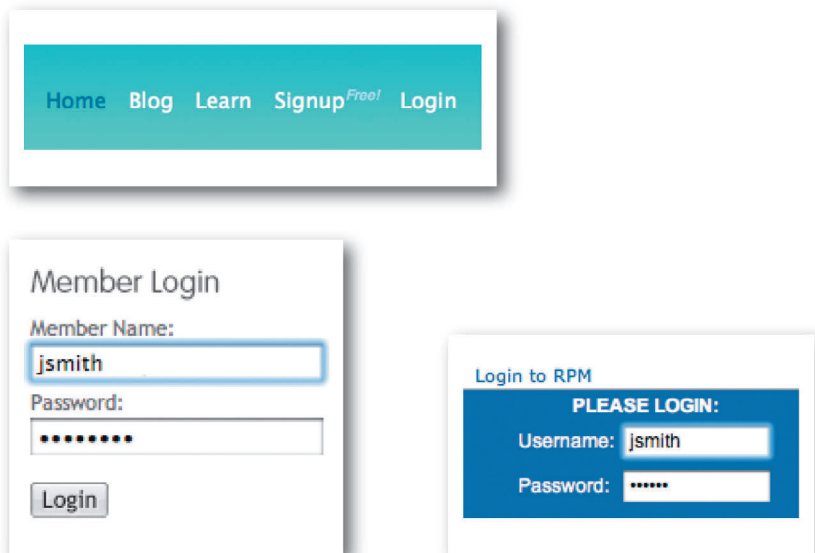 Home Blog Learn Signup Free! Login
Member Login
Member Name:
jsmith
Password:
••••••••
Login
Login to RPM
PLEASE LOGIN:
Username: jsmith
Password: ••••••